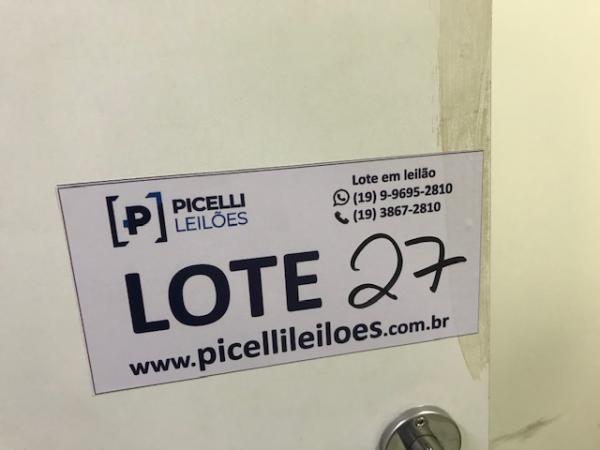 PICELLI
LEILÕES
Lote em leilão
(19) 9-9695-2810
(19) 3867-2810
LOTE 27
www.picellileiloes.com.br